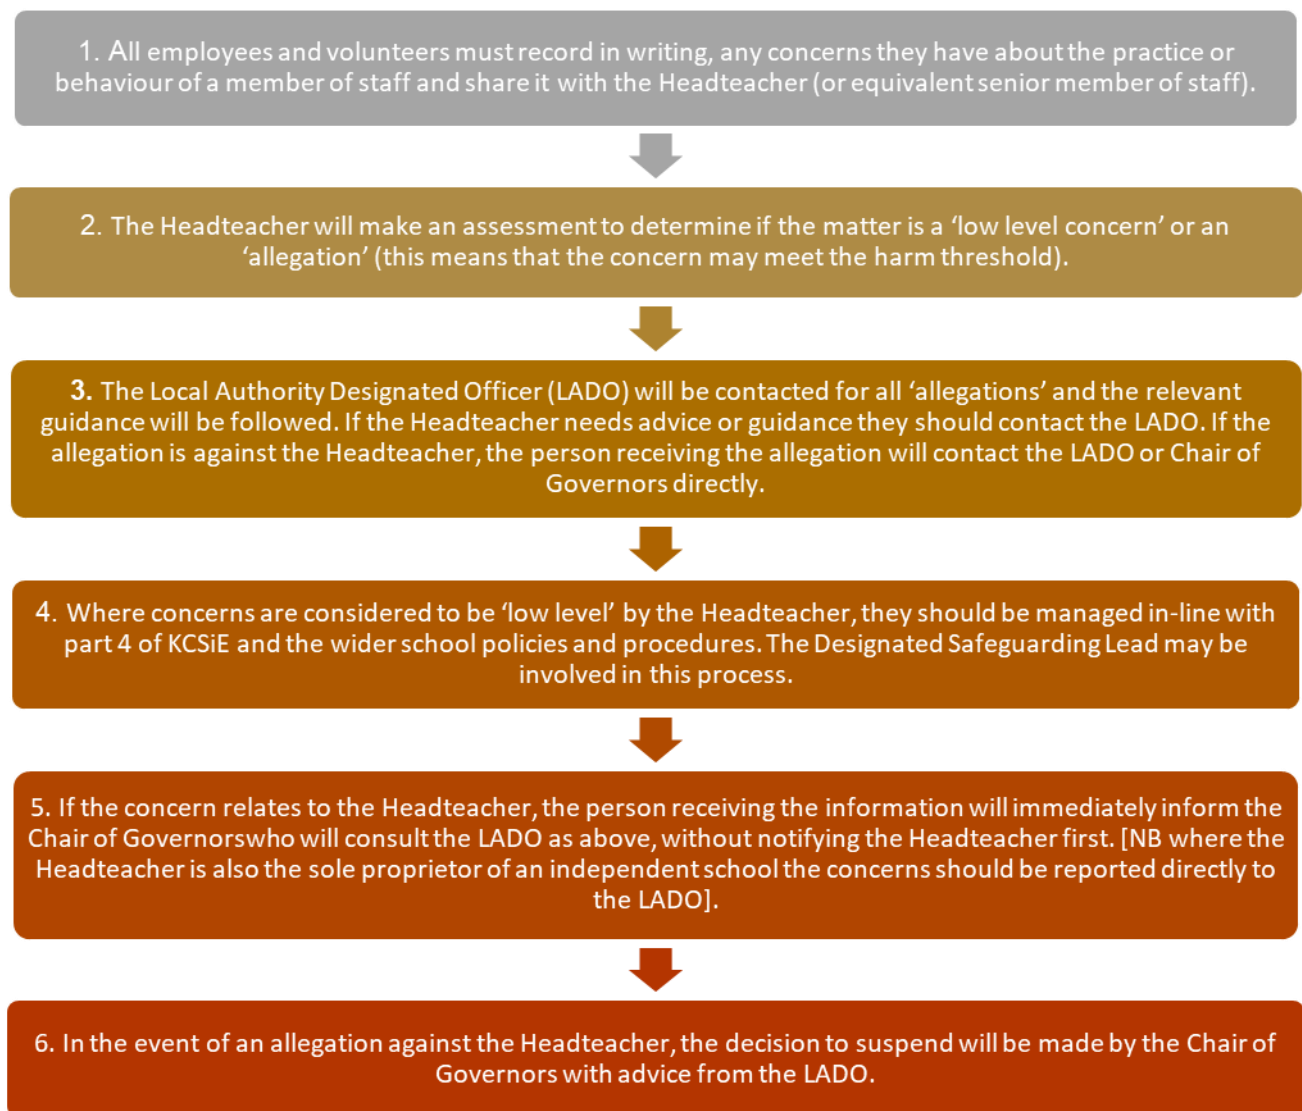 1. All employees and volunteers must record in writing, any concerns they have about the practice or
behaviour of a member of staff and share it with the Headteacher (or equivalent senior member of staff).
2. The Headteacher will make an assessment to determine if the matter is a ‘low level concern’ or an
‘allegation’ (this means that the concern may meet the harm threshold).
3. The Local Authority Designated Officer (LADO) will be contacted for all ‘allegations’ and the relevant
guidance will be followed. If the Headteacher needs advice or guidance they should contact the LADO. If the
allegation is against the Headteacher, the person receiving the allegation will contact the LADO or Chair of
Governors directly.
4. Where concerns are considered to be ‘low level’ by the Headteacher, they should be managed in-line with
part 4 of KCSiE and the wider school policies and procedures. The Designated Safeguarding Lead may be
involved in this process.
5. If the concern relates to the Headteacher, the person receiving the information will immediately inform the
Chair of Governorswho will consult the LADO as above, without notifying the Headteacher first. [NB where the
Headteacher is also the sole proprietor of an independent school the concerns should be reported directly to
the LADO].
6. In the event of an allegation against the Headteacher, the decision to suspend will be made by the Chair of
Governors with advice from the LADO.